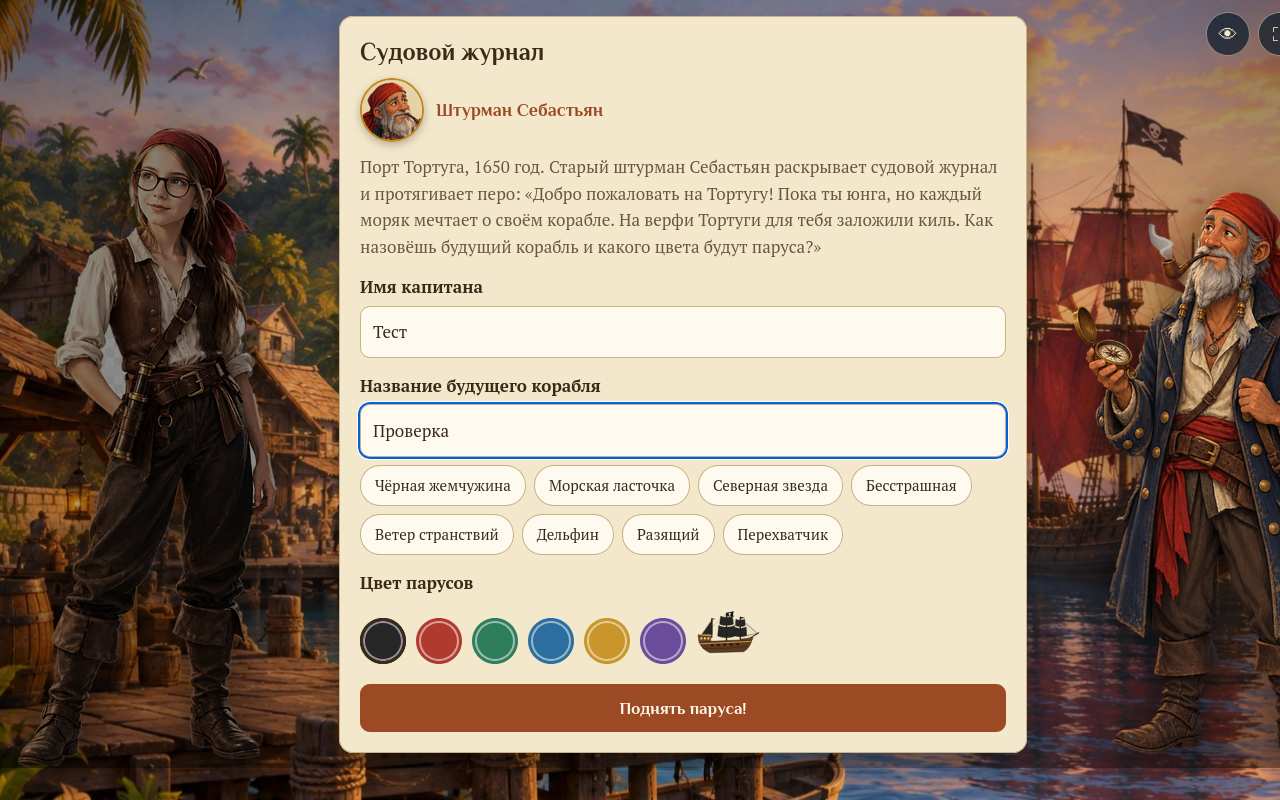 Судовой журнал
Штурман Себастьян
Порт Тортуга, 1650 год. Старый штурман Себастьян раскрывает судовой журнал
и протягивает перо: «Добро пожаловать на Тортугу! Пока ты юнга, но каждый
моряк мечтает о своём корабле. На верфи Тортуги для тебя заложили киль. Как
назовёшь будущий корабль и какого цвета будут паруса?»
Имя капитана
Тест
Название будущего корабля
Проверка
Чёрная жемчужина
Морская ласточка
Северная звезда
Бесстрашная
Ветер странствий
Дельфин
Разящий
Перехватчик
Цвет парусов
Поднять паруса!